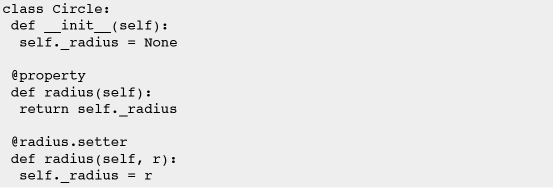 class Circle:
 def __init__(self):
  self._radius = None

 @property
 def radius(self):
  return self._radius

 @radius.setter
 def radius(self, r):
  self._radius = r